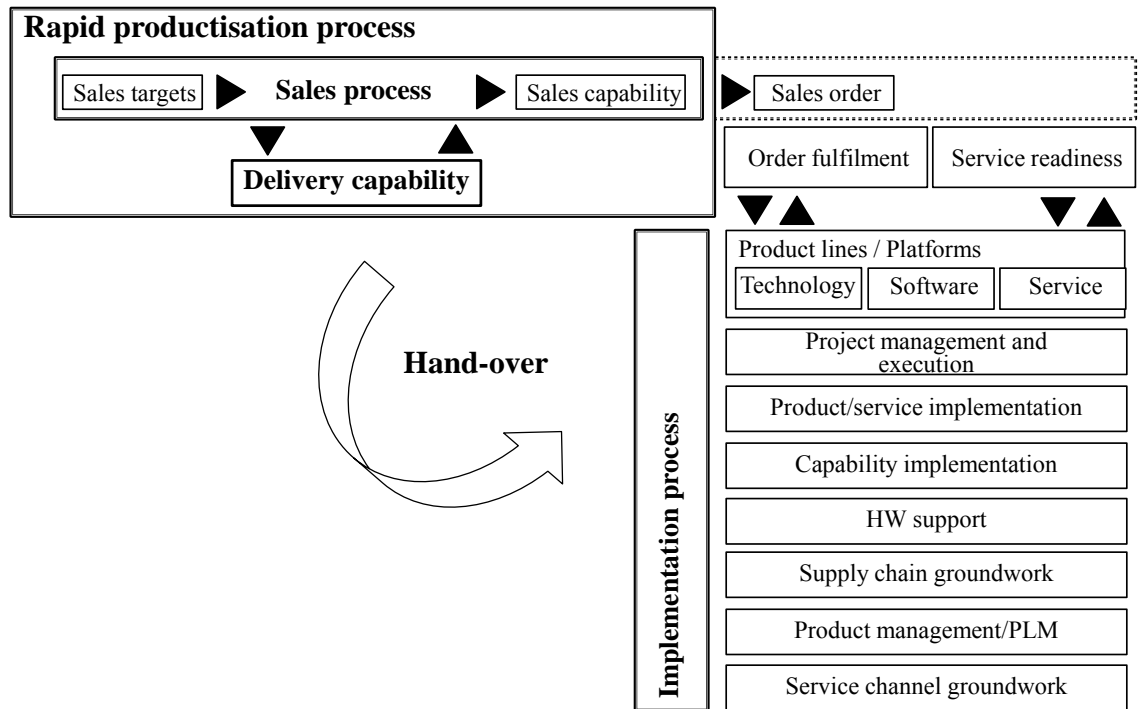 Rapid productisation process
Sales targets
Sales process
Sales capability
Sales order
Delivery capability
Order fulfilment
Service readiness
Product lines / Platforms
Technology
Software
Service
Hand-over
Implementation process
Project management and
execution
Product/service implementation
Capability implementation
HW support
Supply chain groundwork
Product management/PLM
Service channel groundwork